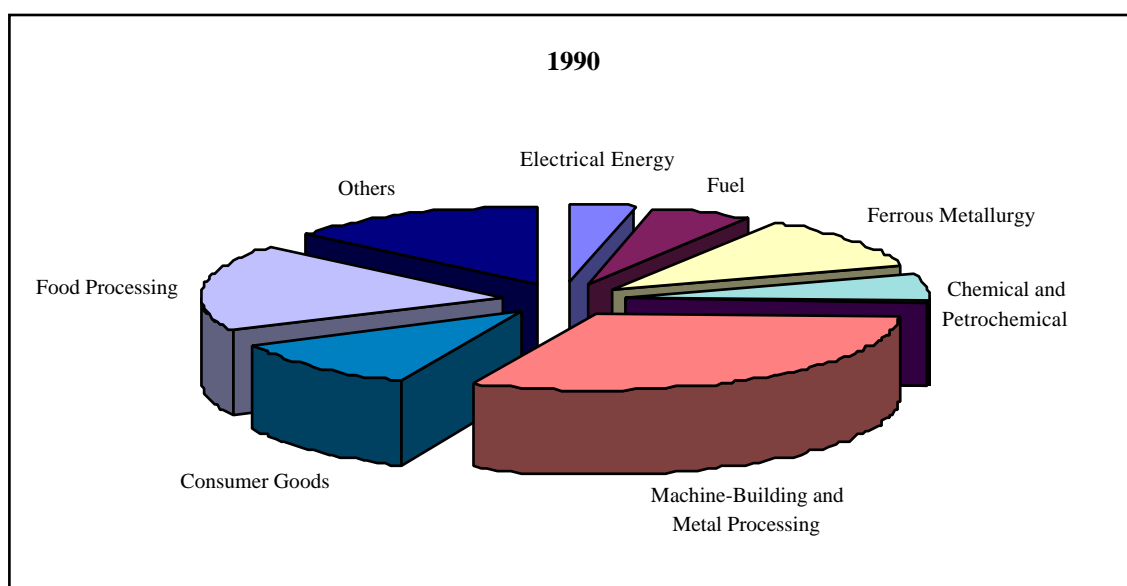 1990
Electrical Energy
Others
Fuel
Ferrous Metallurgy
Food Processing
Chemical and
Petrochemical
Consumer Goods
Machine-Building and
Metal Processing